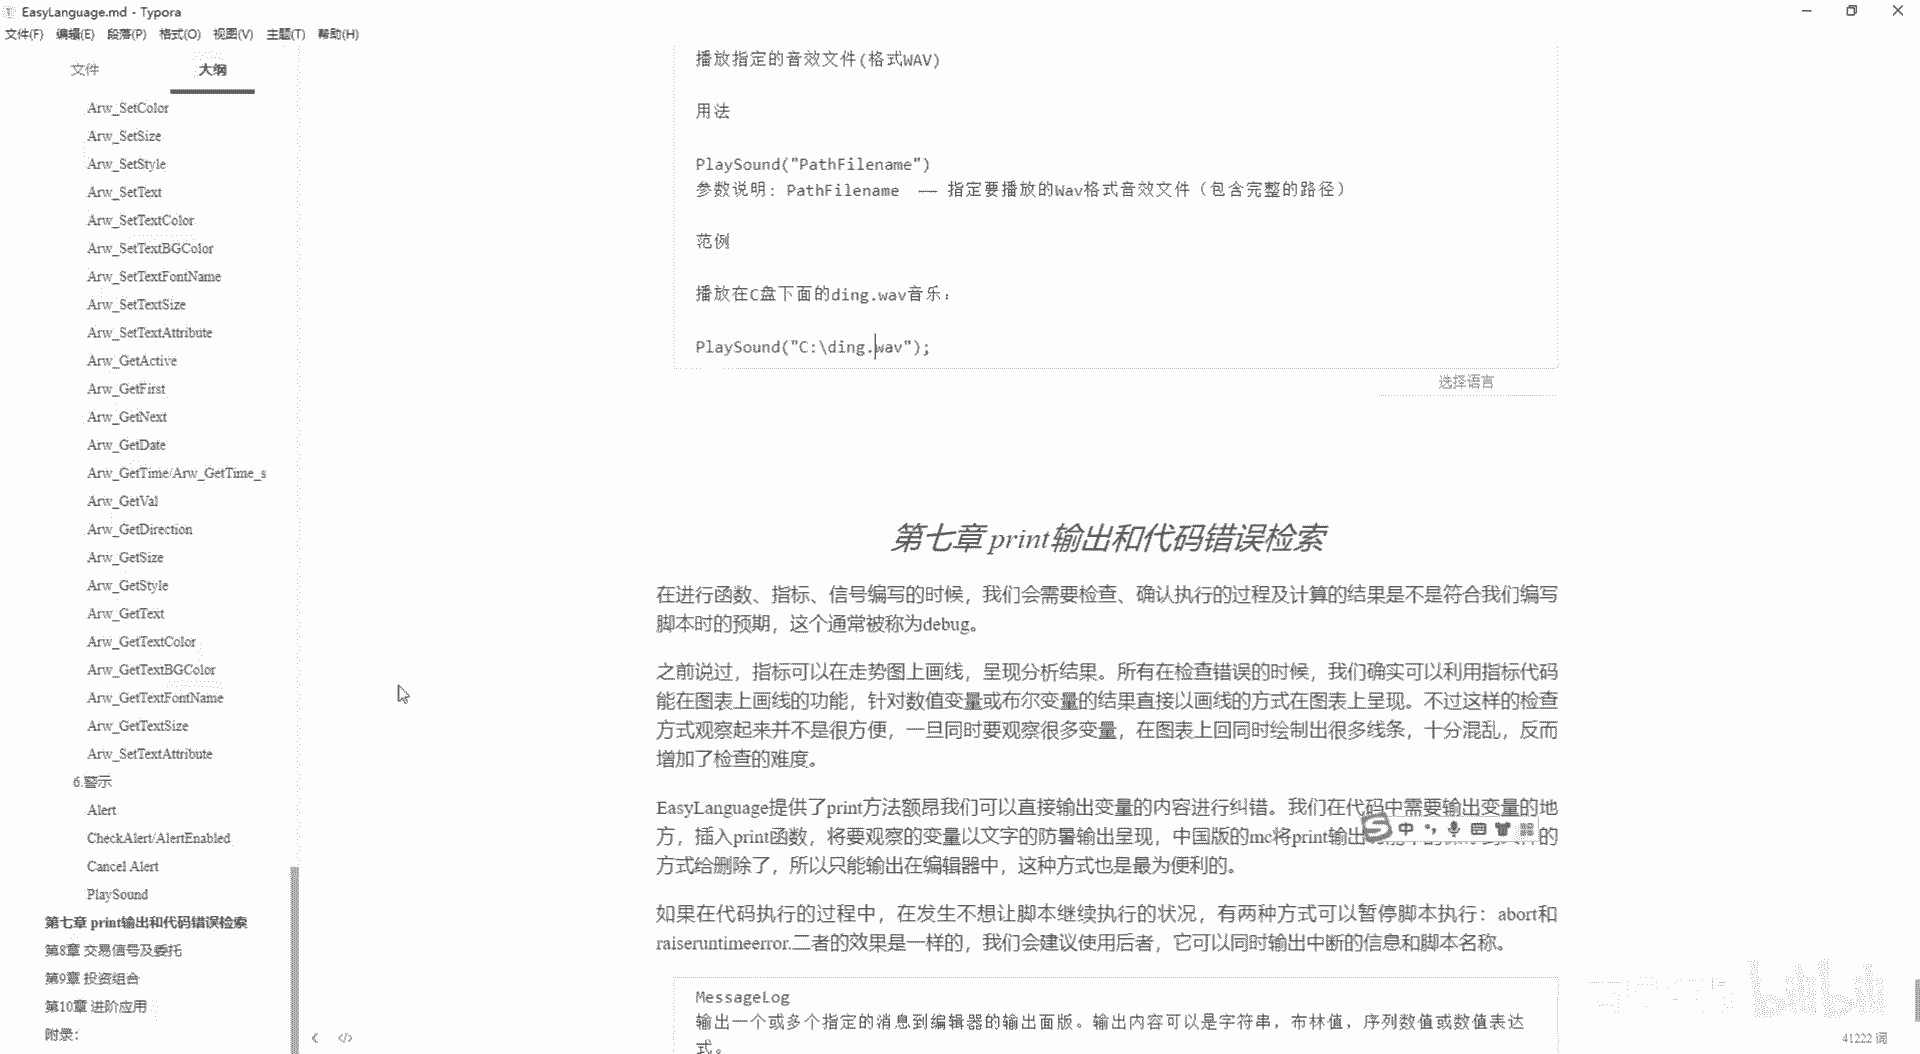 EasyLanguage.md - Typora
文件(F) 编辑(E) 段落(P) 格式(O) 视图(V) 主题(T) 帮助(H)
文件
大纲
Arw_SetColor
Arw_SetSize
Arw_SetStyle
Arw_SetText
Arw_SetTextColor
Arw_SetTextBGColor
Arw_SetTextFontName
Arw_SetTextSize
Arw_SetTextAttribute
Arw_GetActive
Arw_GetFirst
Arw_GetNext
Arw_GetDate
Arw_GetTime/Arw_GetTime_s
Arw_GetVal
Arw_GetDirection
Arw_GetSize
Arw_GetStyle
Arw_GetText
Arw_GetTextColor
Arw_GetTextBGColor
Arw_GetTextFontName
Arw_GetTextSize
Arw_SetTextAttribute
6.警示
Alert
CheckAlert/AlertEnabled
Cancel Alert
PlaySound
第七章 print输出和代码错误检索
第8章 交易信号及委托
第9章 投资组合
第10章 进阶应用
附录:
播放指定的音效文件(格式WAV)
用法
PlaySound("PathFilename")
参数说明: PathFilename —— 指定要播放的Wav格式音效文件（包含完整的路径）
范例
播放在C盘下面的ding.wav音乐:
PlaySound("C:\ding.wav");
选择语言
第七章 print输出和代码错误检索
在进行函数、指标、信号编写的时候，我们会需要检查、确认执行的过程及计算的结果是不是符合我们编写
脚本时的预期，这个通常被称为debug。
之前说过，指标可以在走势图上画线，呈现分析结果。所有在检查错误的时候，我们确实可以利用指标代码
能在图表上画线的功能，针对数值变量或布尔变量的结果直接以画线的方式在图表上呈现。不过这样的检查
方式观察起来并不是很方便，一旦同时要观察很多变量，在图表上回同时绘制出很多线条，十分混乱，反而
增加了检查的难度。
EasyLanguage提供了print方法额昂我们可以直接输出变量的内容进行纠错。我们在代码中需要输出变量的地
方，插入print函数，将要观察的变量以文字的防暑输出呈现，中国版的mc将print输出 的
方式给删除了，所以只能输出在编辑器中，这种方式也是最为便利的。
如果在代码执行的过程中，在发生不想让脚本继续执行的状况，有两种方式可以暂停脚本执行：abort和
raiseruntimeerror.二者的效果是一样的，我们会建议使用后者，它可以同时输出中断的信息和脚本名称。
MessageLog
输出一个或多个指定的消息到编辑器的输出面版。输出内容可以是字符串，布林值，序列数值或数值表达
式。
中
bilibili
41222 词